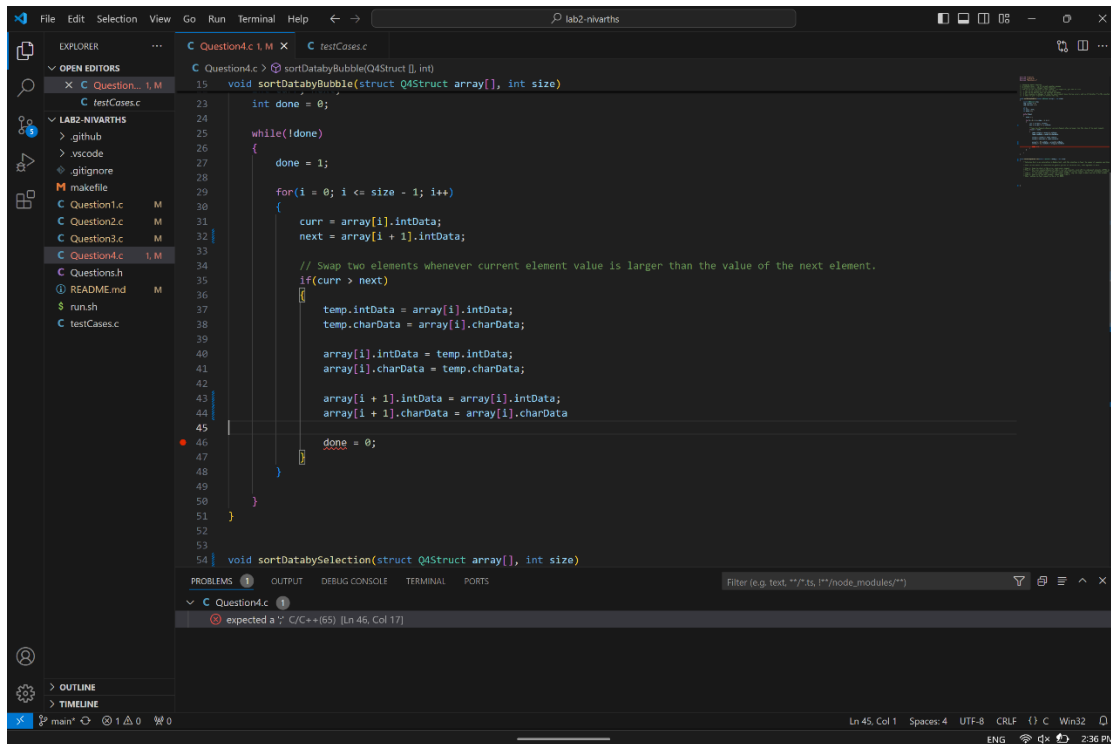 File Edit Selection View Go Run Terminal Help lab2-nivarths
EXPLORER
OPEN EDITORS
Question... 1, M
testCases.c
LAB2-NIVARTHS
.github
.vscode
.gitignore
makefile
Question1.c M
Question2.c M
Question3.c M
Question4.c 1, M
Questions.h
README.md M
run.sh
testCases.c
OUTLINE
TIMELINE
Question4.c 1, M testCases.c
Question4.c > sortDatabyBubble(Q4Struct [], int)
15 void sortDatabyBubble(struct Q4Struct array[], int size)
23 int done = 0;
24
25 while(!done)
26 {
27 done = 1;
28
29 for(i = 0; i <= size - 1; i++)
30 {
31 curr = array[i].intData;
32 next = array[i + 1].intData;
33
34 // Swap two elements whenever current element value is larger than the value of the next element.
35 if(curr > next)
36 {
37 temp.intData = array[i].intData;
38 temp.charData = array[i].charData;
39
40 array[i].intData = temp.intData;
41 array[i].charData = temp.charData;
42
43 array[i + 1].intData = array[i].intData;
44 array[i + 1].charData = array[i].charData
45
46 done = 0;
47 }
48 }
49
50 }
51 }
52
53
54 void sortDatabySelection(struct Q4Struct array[], int size)
PROBLEMS 1 OUTPUT DEBUG CONSOLE TERMINAL PORTS Filter (e.g. text, **/*.ts, !**/node_modules/**)
Question4.c 1
expected a ';' C/C++(65) [Ln 46, Col 17]
main* 1 0 0 Ln 45, Col 1 Spaces: 4 UTF-8 CRLF {} C Win32
ENG 2:36 PM